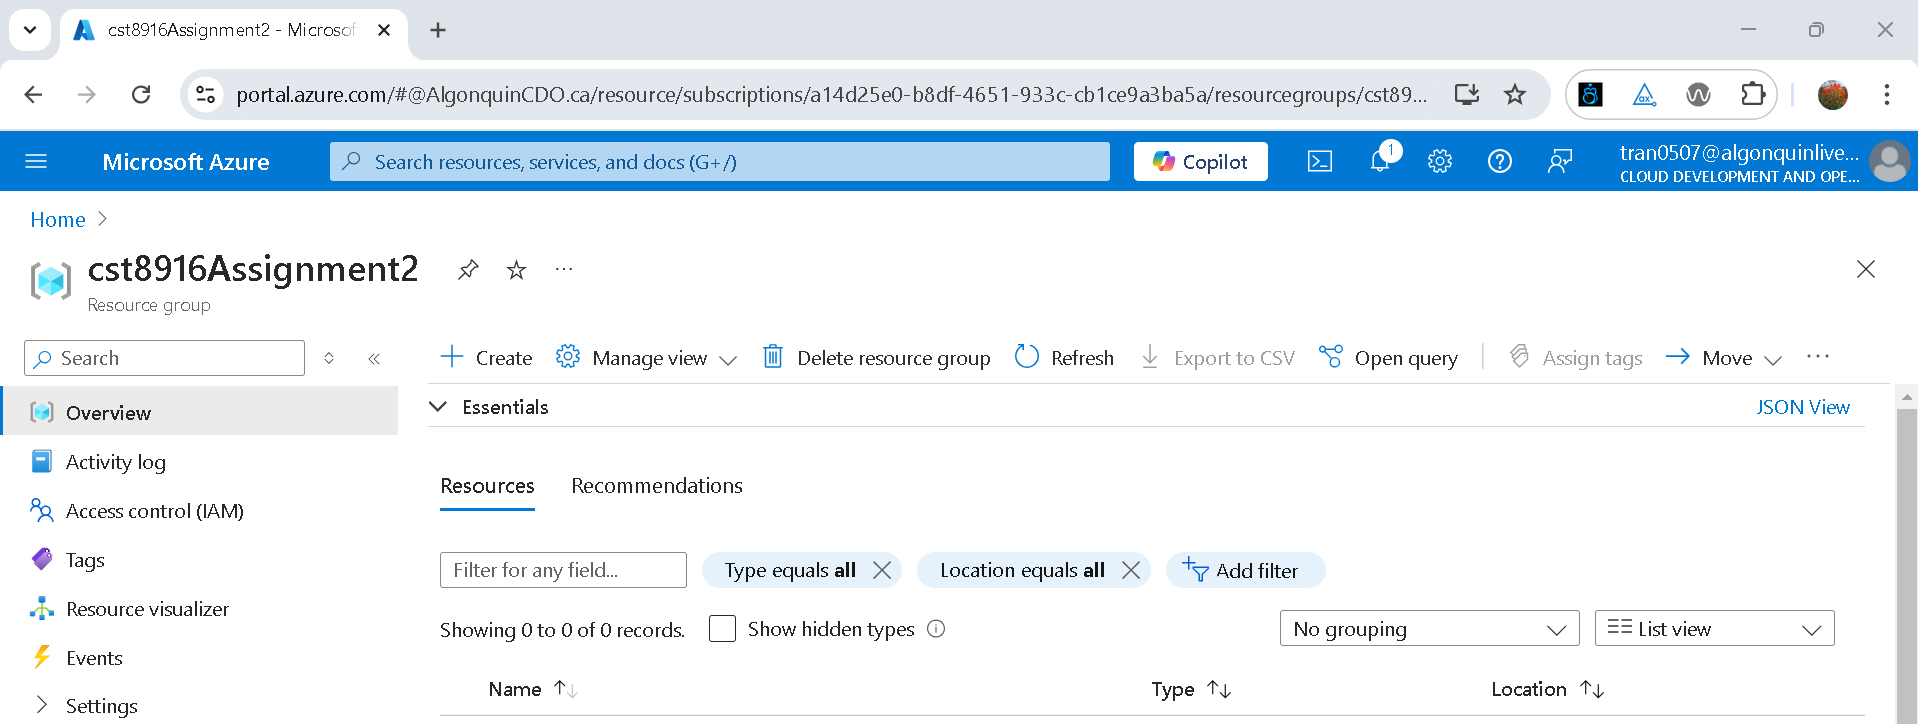 cst8916Assignment2 - Microsof
portal.azure.com/#@AlgonquinCDO.ca/resource/subscriptions/a14d25e0-b8df-4651-933c-cb1ce9a3ba5a/resourcegroups/cst89...
Microsoft Azure
Search resources, services, and docs (G+/)
Copilot
1
tran0507@algonquinlive...
CLOUD DEVELOPMENT AND OPE...
Home
cst8916Assignment2
Resource group
Search
Create
Manage view
Delete resource group
Refresh
Export to CSV
Open query
Assign tags
Move
Overview
Activity log
Access control (IAM)
Tags
Resource visualizer
Events
Settings
Essentials
JSON View
Resources
Recommendations
Filter for any field...
Type equals all
Location equals all
Add filter
Showing 0 to 0 of 0 records.
Show hidden types
No grouping
List view
Name
Type
Location